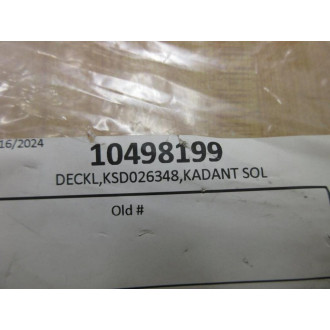 16/2024
10498199
DECKL,KSD026348,KADANT SOL
Old #